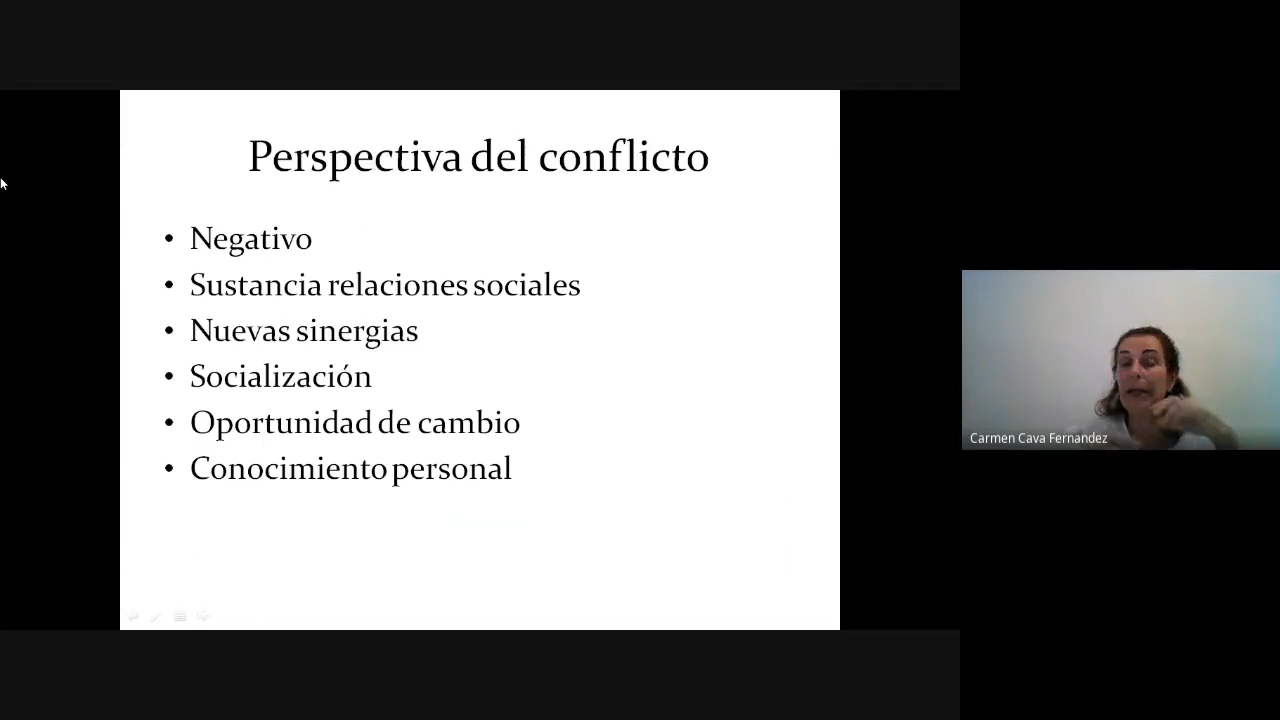 Perspectiva del conflicto
• Negativo
• Sustancia relaciones sociales
• Nuevas sinergias
• Socialización
• Oportunidad de cambio
• Conocimiento personal
Carmen Cava Fernandez